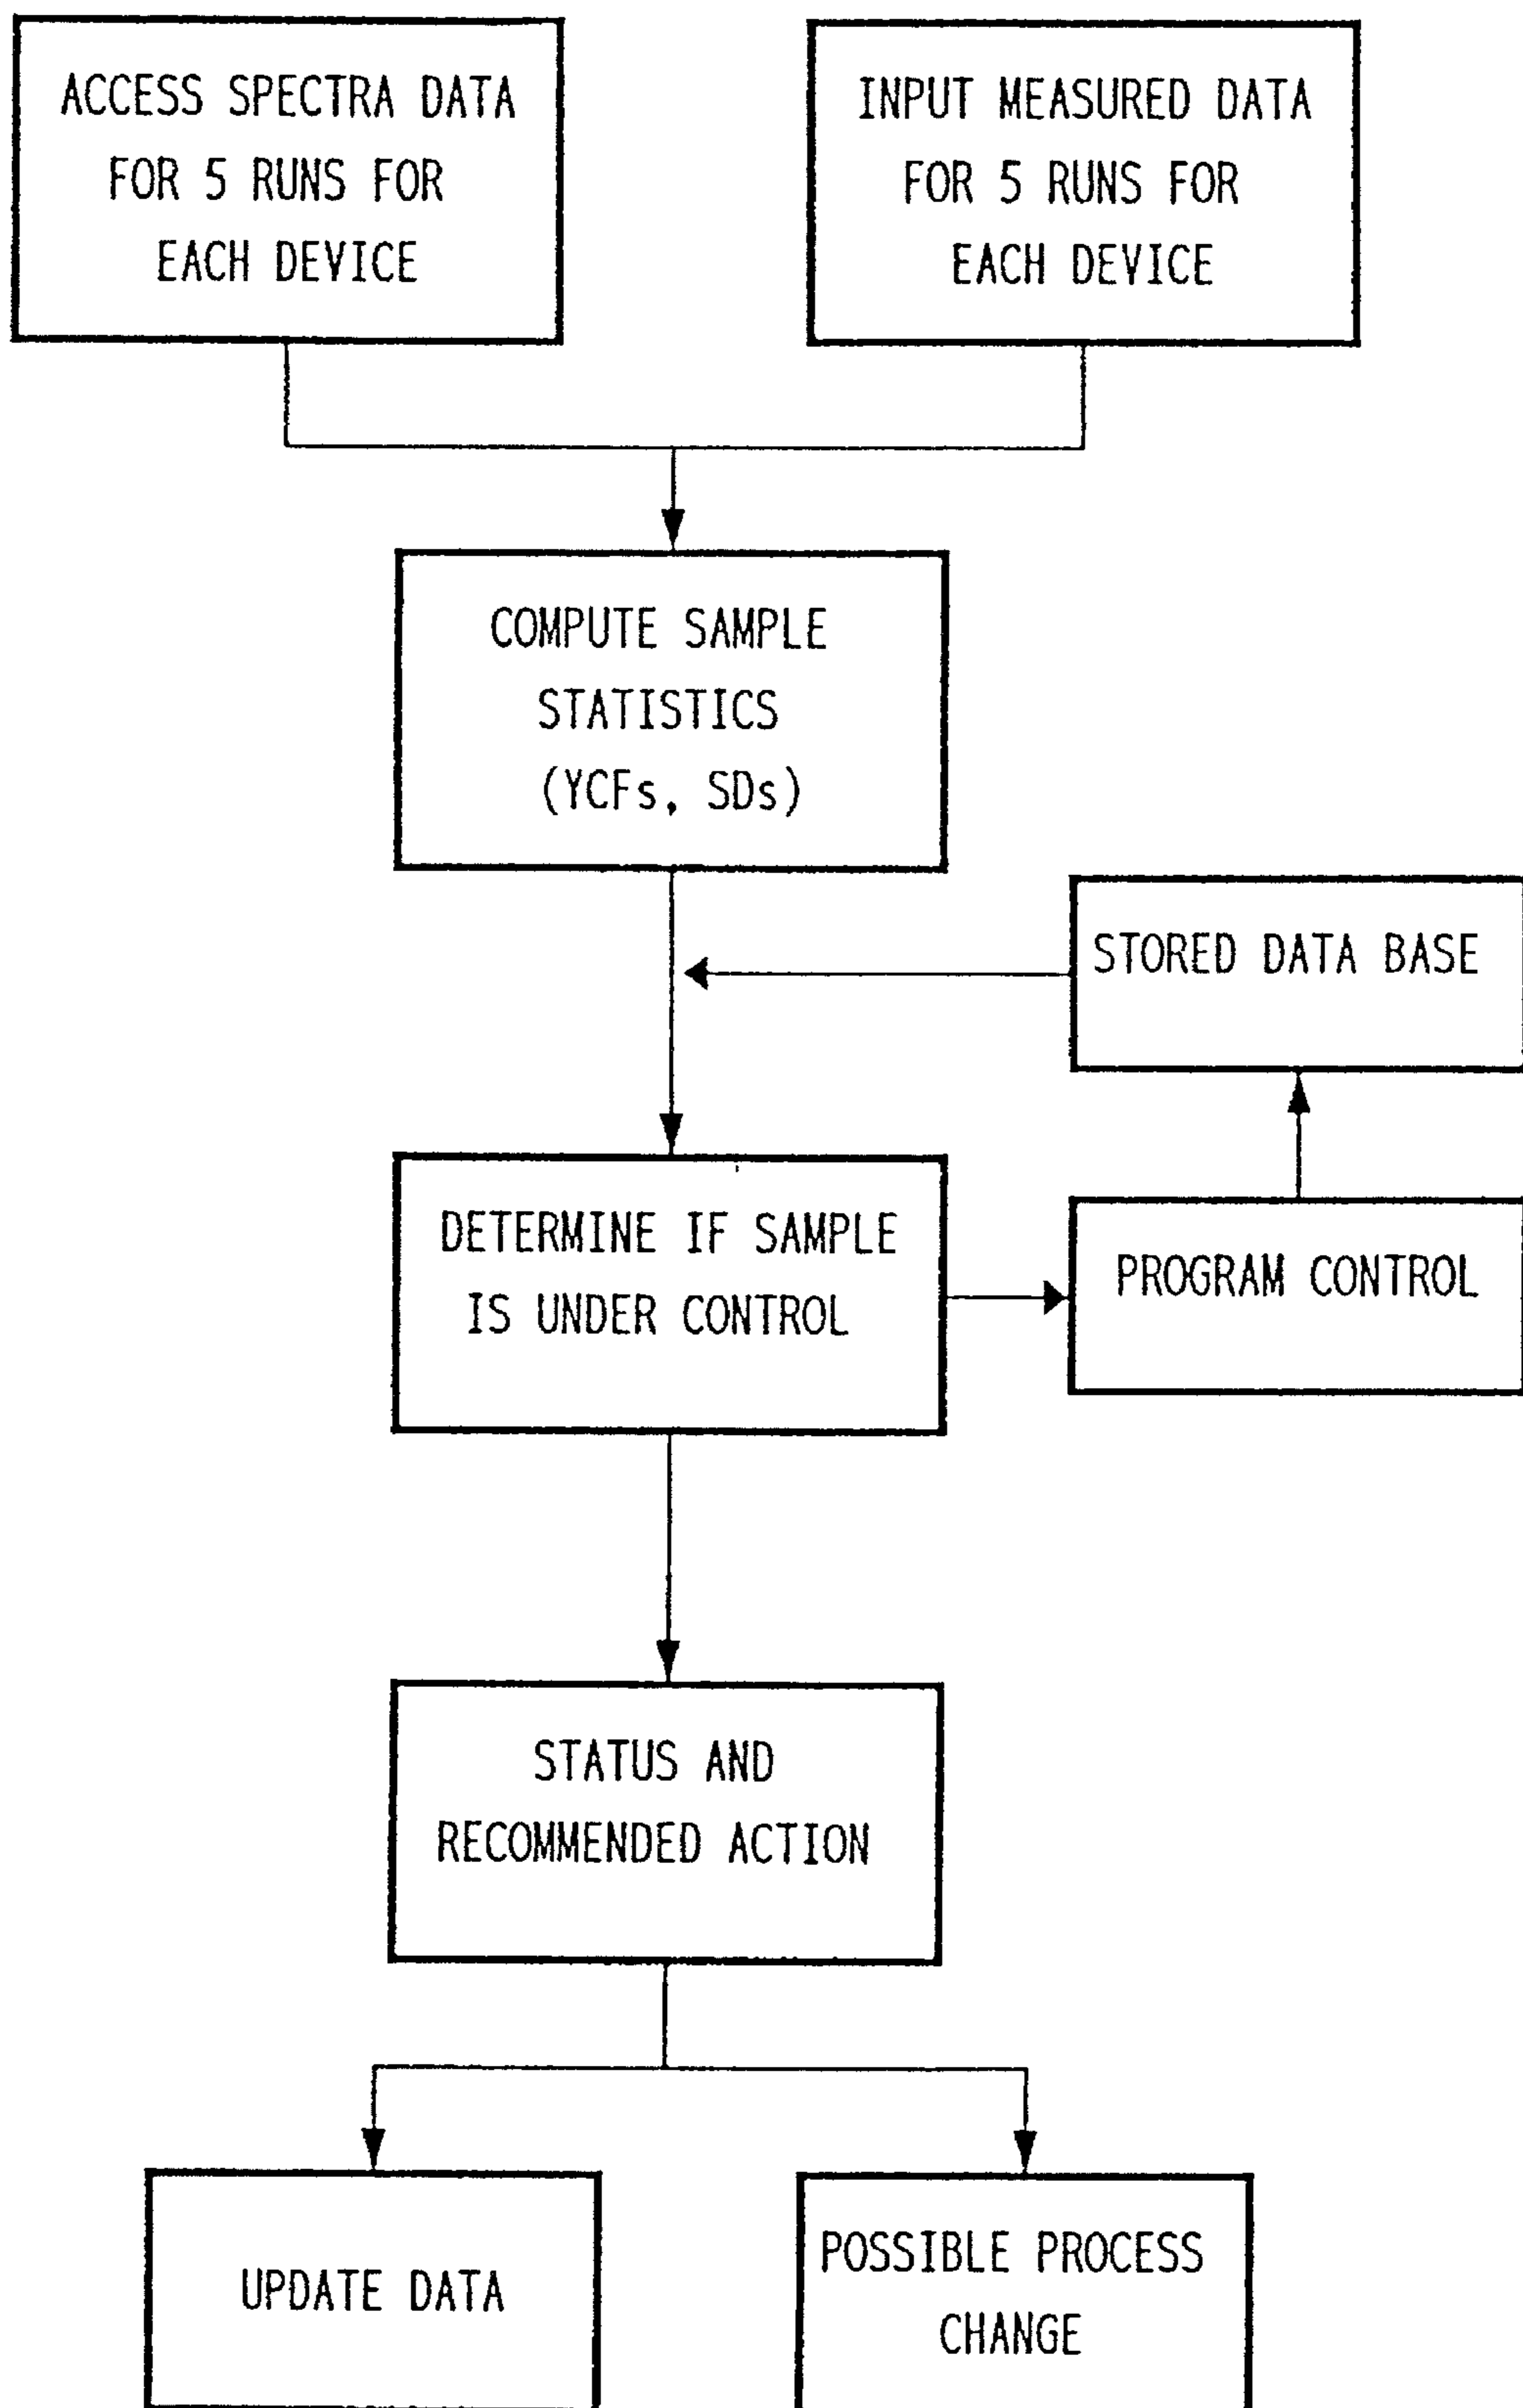 ACCESS SPECTRA DATA
FOR 5 RUNS FOR
EACH DEVICE
INPUT MEASURED DATA
FOR 5 RUNS FOR
EACH DEVICE
COMPUTE SAMPLE
STATISTICS
(YCFs, SDs)
STORED DATA BASE
DETERMINE IF SAMPLE
IS UNDER CONTROL
PROGRAM CONTROL
STATUS AND
RECOMMENDED ACTION
UPDATE DATA
POSSIBLE PROCESS
CHANGE